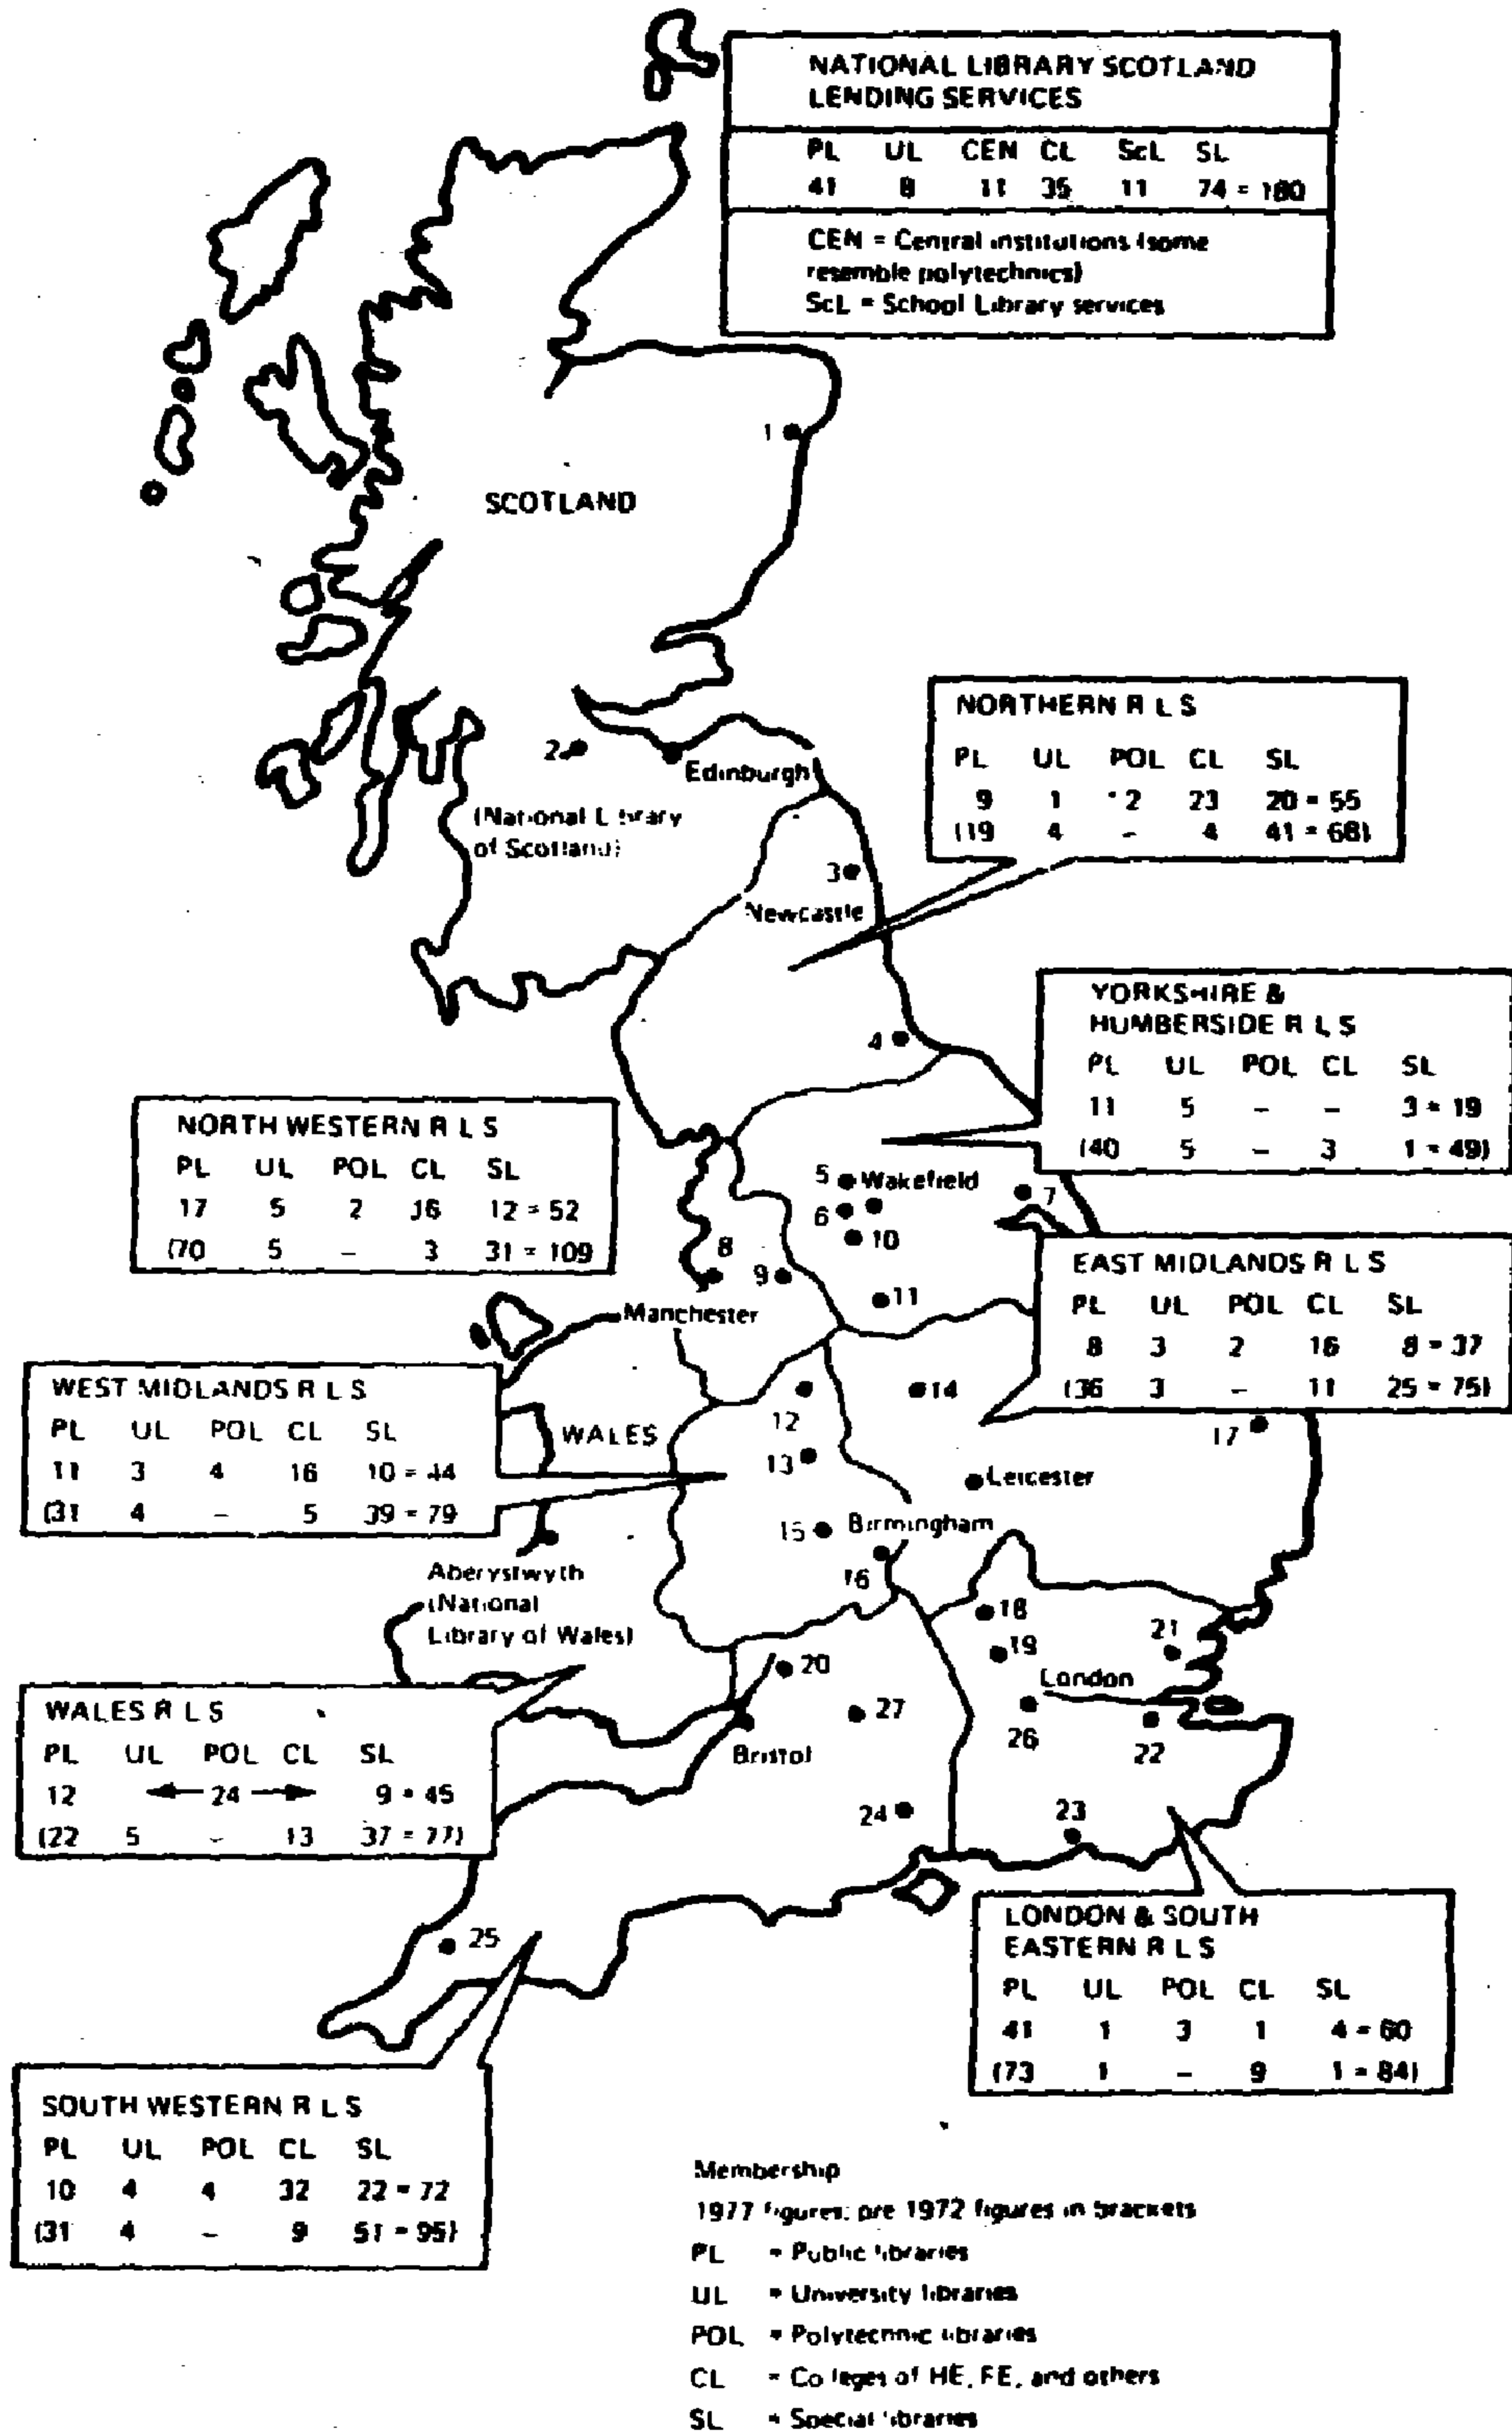 NATIONAL LIBRARY SCOTLAND
LENDING SERVICES
PL UL CEN CL ScL SL
41 8 11 35 11 74 = 180
CEN = Central institutions (some
resemble polytechnics)
ScL = School Library services
1
SCOTLAND
NORTHERN R L S
PL UL POL CL SL
9 1 2 23 20 = 55
(19 4 – 4 41 = 68)
2
Edinburgh
(National Library
of Scotland)
3
Newcastle
YORKSHIRE &
HUMBERSIDE R L S
PL UL POL CL SL
11 5 – – 3 = 19
(40 5 – 3 1 = 49)
4
NORTH WESTERN R L S
PL UL POL CL SL
17 5 2 16 12 = 52
(70 5 – 3 31 = 109
5 Wakefield
7
6
10
8
9
11
EAST MIDLANDS R L S
PL UL POL CL SL
8 3 2 16 8 = 37
(36 3 – 11 25 = 75)
Manchester
WEST MIDLANDS R L S
PL UL POL CL SL
11 3 4 16 10 = 44
(31 4 – 5 39 = 79
WALES
12
14
17
13
Leicester
15 Birmingham
16
Aberystwyth
(National
Library of Wales)
18
19
21
20
London
27
26
22
Bristol
WALES R L S
PL UL POL CL SL
12 24 9 = 45
(22 5 – 13 37 = 77)
24
23
25
LONDON & SOUTH
EASTERN R L S
PL UL POL CL SL
41 1 3 1 4 = 60
(73 1 – 9 1 = 84)
SOUTH WESTERN R L S
PL UL POL CL SL
10 4 4 32 22 = 72
(31 4 – 9 51 = 95)
Membership
1977 figures: pre 1972 figures in brackets
PL = Public libraries
UL = University libraries
POL = Polytechnic libraries
CL = Colleges of HE, FE, and others
SL = Special libraries